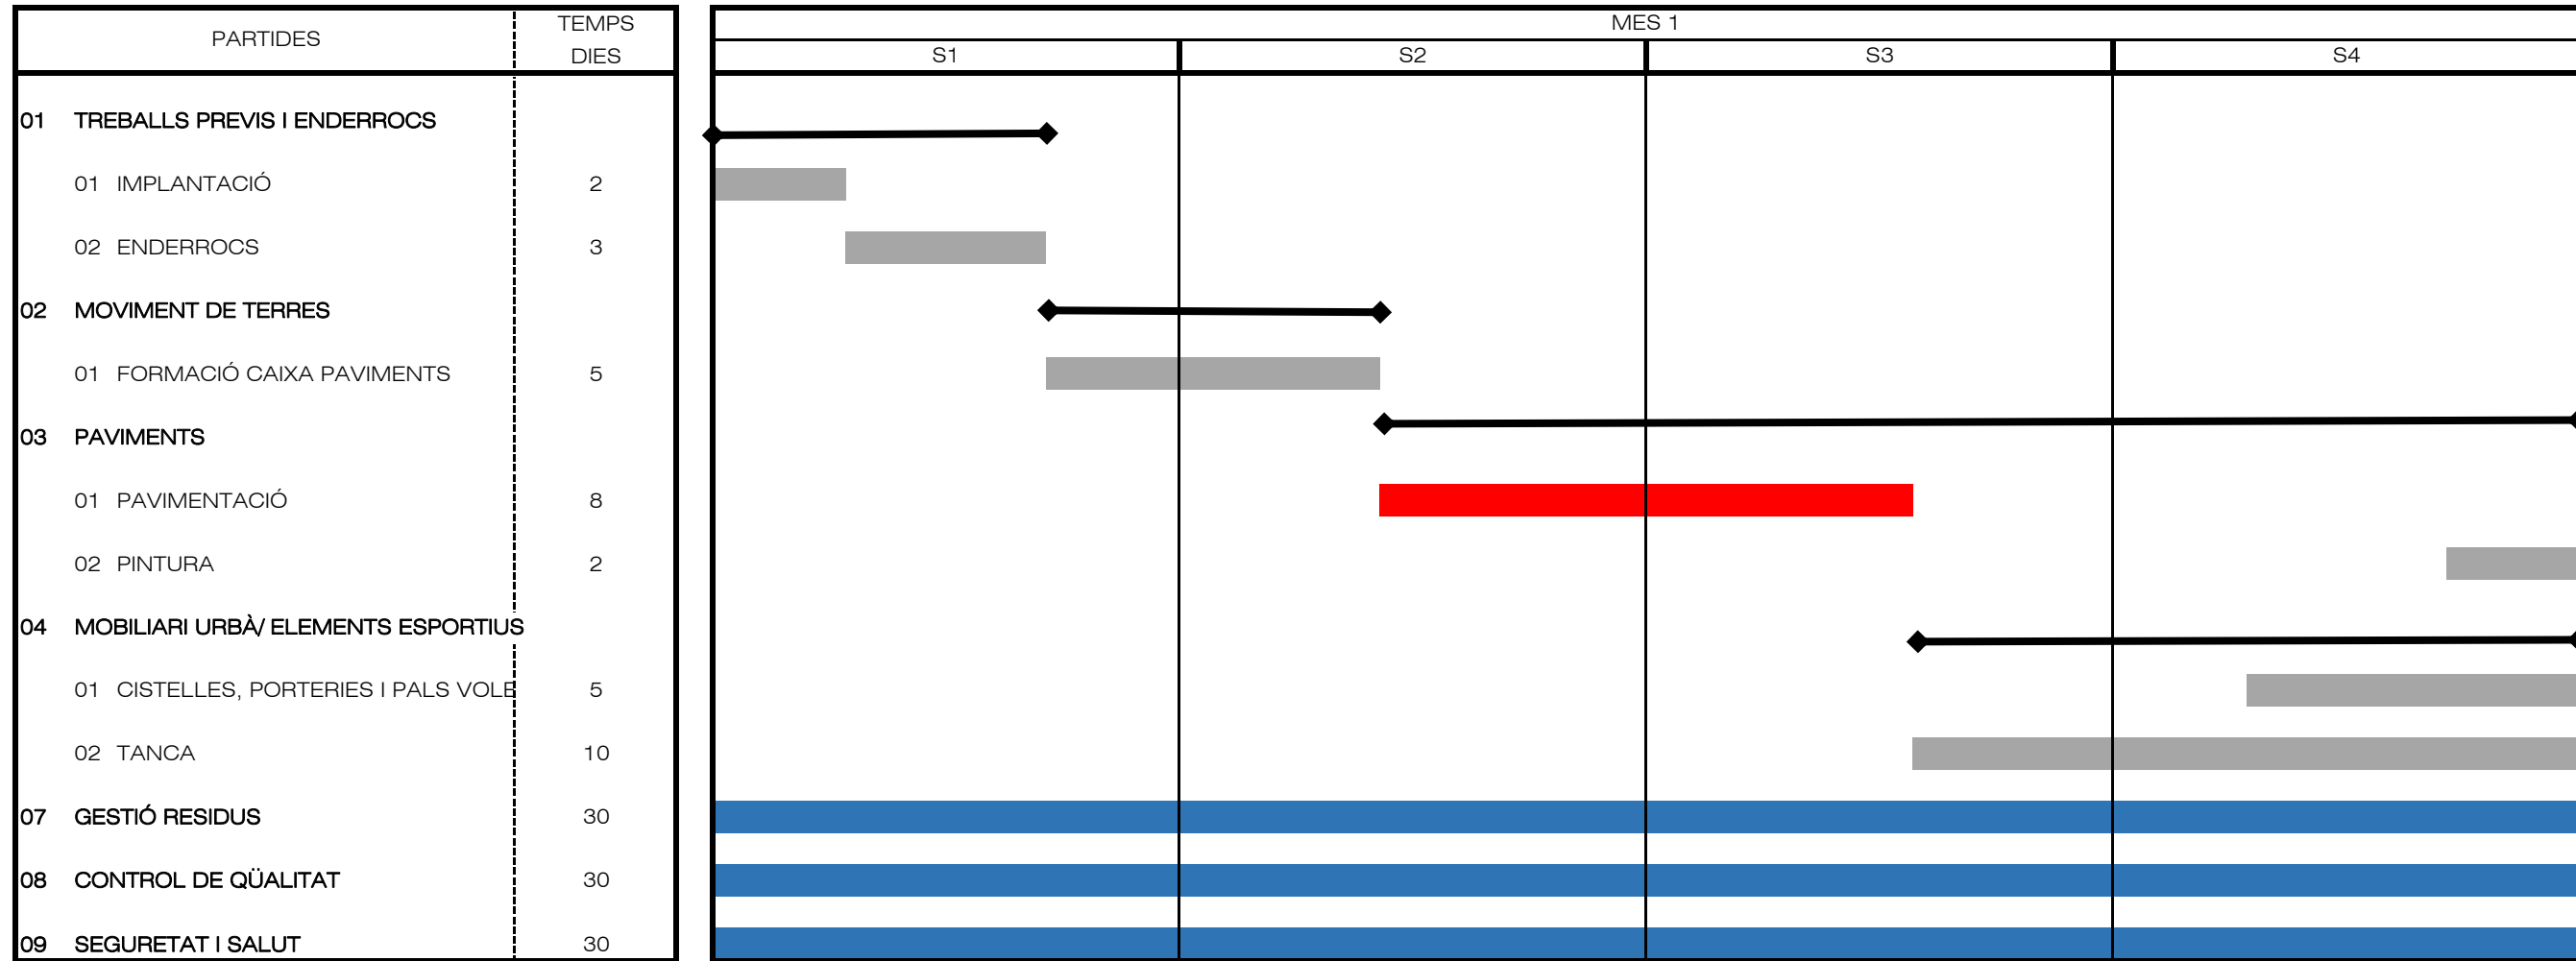 PARTIDES
TEMPS
DIES
MES 1
S1
S2
S3
S4
01 TREBALLS PREVIS I ENDERROCS
01 IMPLANTACIÓ 2
02 ENDERROCS 3
02 MOVIMENT DE TERRES
01 FORMACIÓ CAIXA PAVIMENTS 5
03 PAVIMENTS
01 PAVIMENTACIÓ 8
02 PINTURA 2
04 MOBILIARI URBÀ/ ELEMENTS ESPORTIUS
01 CISTELLES, PORTERIES I PALS VOLE 5
02 TANCA 10
07 GESTIÓ RESIDUS 30
08 CONTROL DE QÜALITAT 30
09 SEGURETAT I SALUT 30